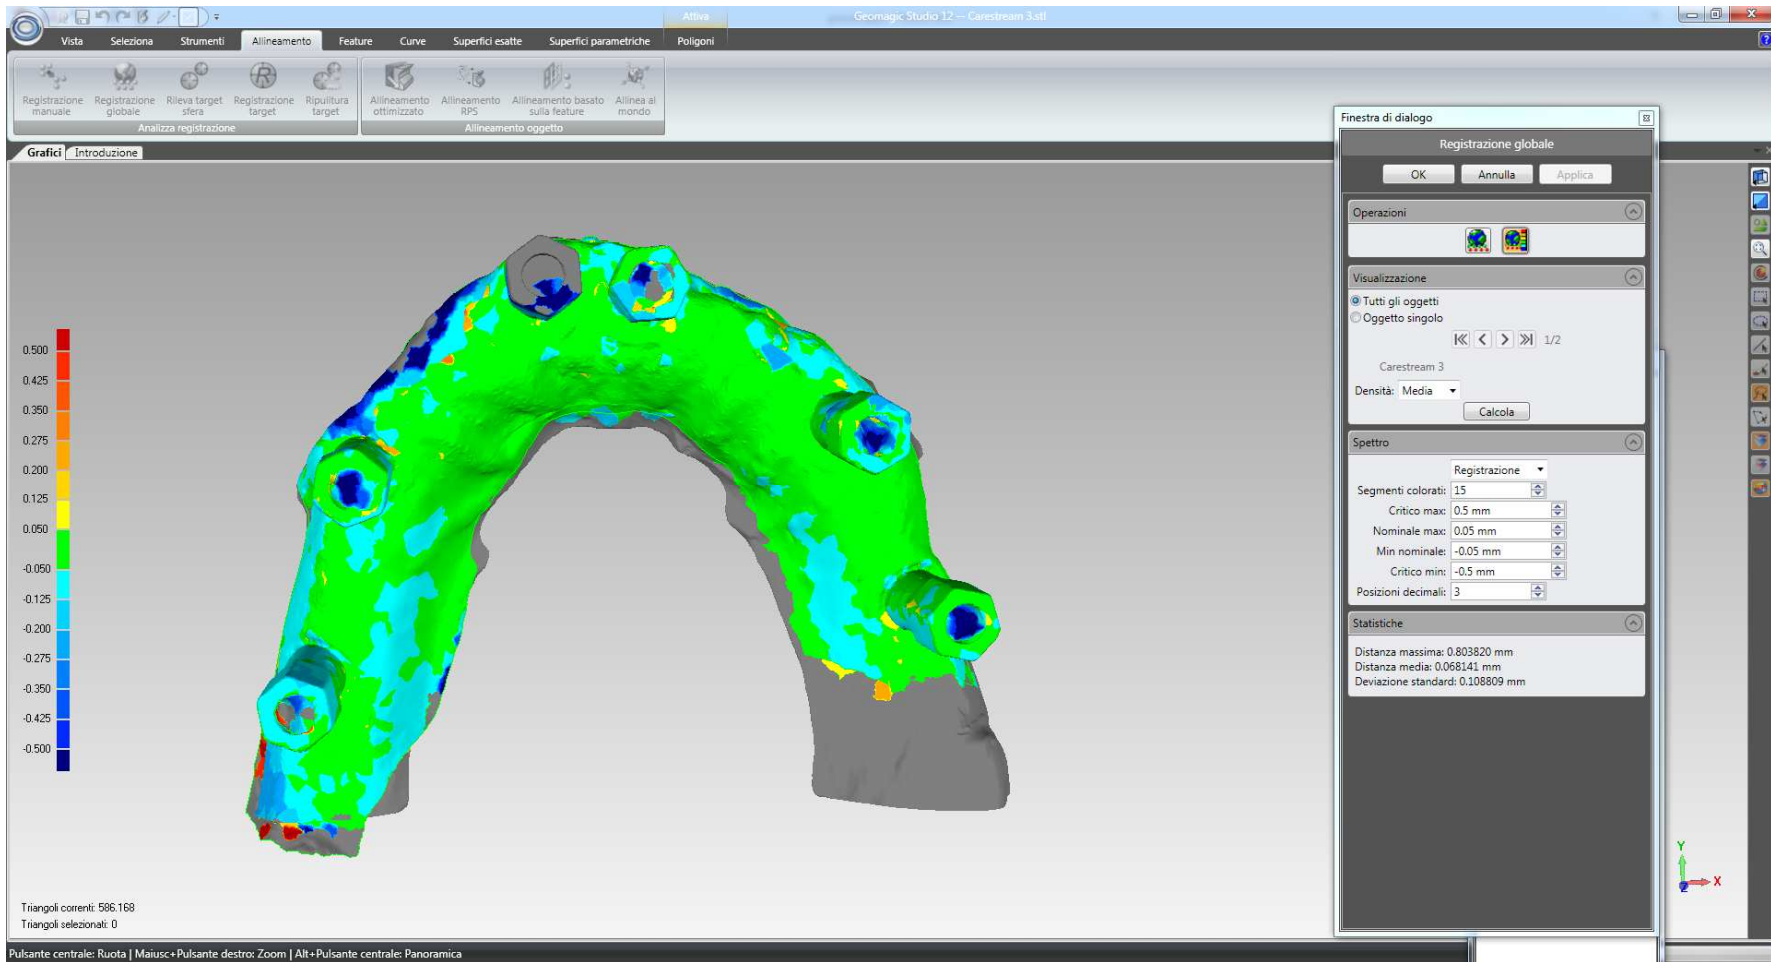 Attiva
Geomagic Studio 12 — Carestream 3.stl
Vista Seleziona Strumenti Allineamento Feature Curve Superfici esatte Superfici parametriche Poligoni
Registrazione manuale
Registrazione globale
Rileva target sfera
Registrazione target
Ripulitura target
Allineamento ottimizzato
Allineamento RPS
Allineamento basato sulla feature
Allinea al mondo
Analizza registrazione
Allineamento oggetto
Grafici Introduzione
0.500
0.425
0.350
0.275
0.200
0.125
0.050
-0.050
-0.125
-0.200
-0.275
-0.350
-0.425
-0.500
Triangoli correnti: 586.168
Triangoli selezionati: 0
Y
X
Z
Finestra di dialogo
Registrazione globale
OK Annulla Applica
Operazioni
Visualizzazione
Tutti gli oggetti
Oggetto singolo
1/2
Carestream 3
Densità: Media
Calcola
Spettro
Registrazione
Segmenti colorati: 15
Critico max: 0.5 mm
Nominale max: 0.05 mm
Min nominale: -0.05 mm
Critico min: -0.5 mm
Posizioni decimali: 3
Statistiche
Distanza massima: 0.803820 mm
Distanza media: 0.068141 mm
Deviazione standard: 0.108809 mm
Pulsante centrale: Ruota | Maiusc+Pulsante destro: Zoom | Alt+Pulsante centrale: Panoramica